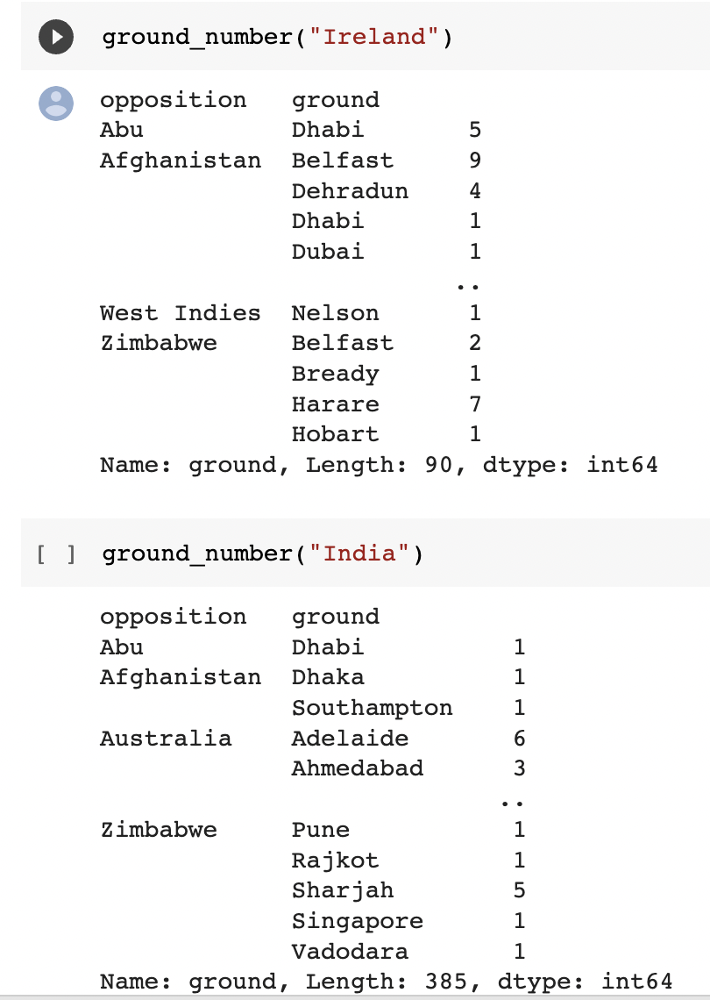 ground_number("Ireland")
opposition   ground
Abu          Dhabi       5
Afghanistan  Belfast     9
             Dehradun    4
             Dhabi       1
             Dubai       1
                        ..
West Indies  Nelson      1
Zimbabwe     Belfast     2
             Bready      1
             Harare      7
             Hobart      1
Name: ground, Length: 90, dtype: int64
[ ] ground_number("India")
opposition   ground
Abu          Dhabi          1
Afghanistan  Dhaka          1
             Southampton    1
Australia    Adelaide       6
             Ahmedabad      3
                           ..
Zimbabwe     Pune           1
             Rajkot         1
             Sharjah        5
             Singapore      1
             Vadodara       1
Name: ground, Length: 385, dtype: int64